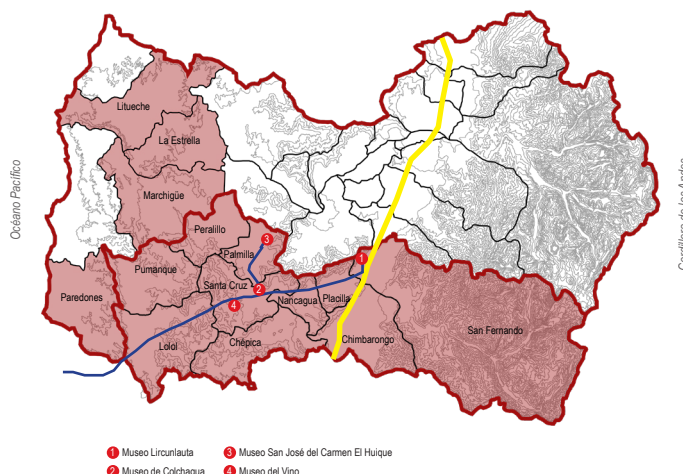 Litueche
La Estrella
Océano Pacífico
Cordillera de los Andes
Marchigüe
Peralillo
3
Palmilla
1
Pumanque
Santa Cruz
2
Paredones
Nancagua
Placilla
4
San Fernando
Lolol
Chépica
Chimbarongo
1 Museo Lircunlauta
3 Museo San José del Carmen El Huique
2 Museo de Colchagua
4 Museo del Vino